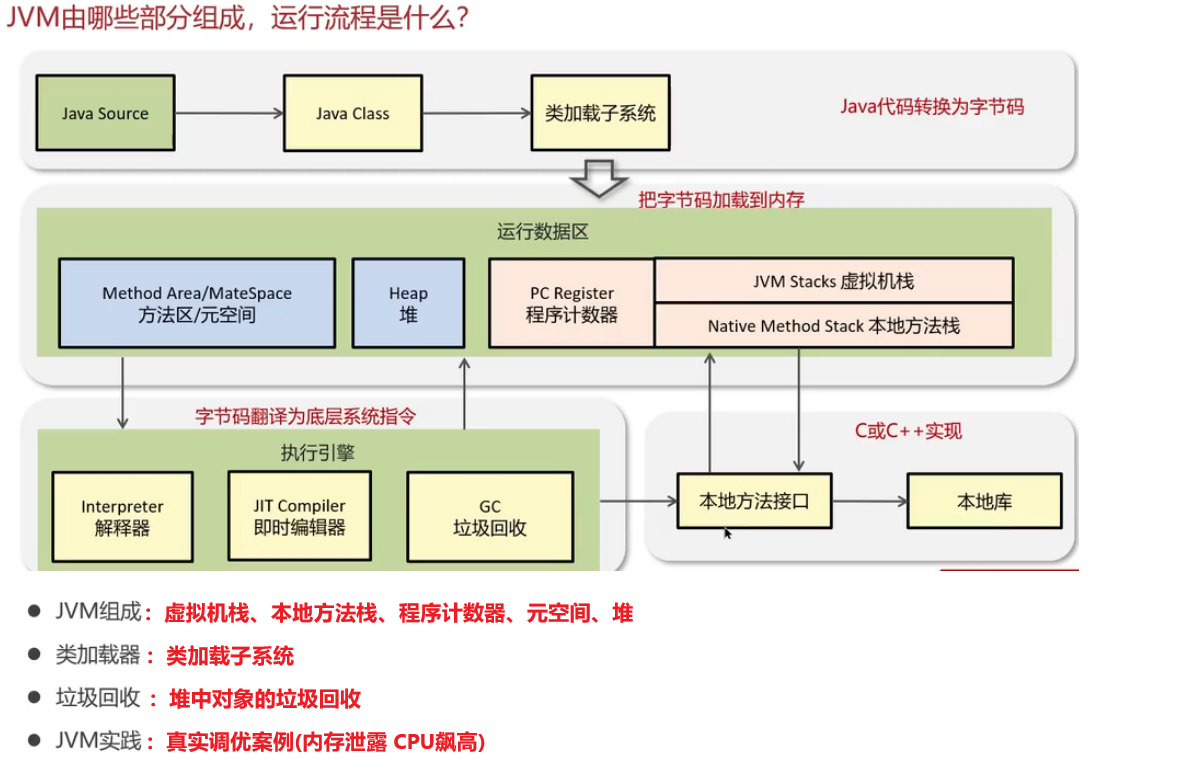 JVM由哪些部分组成，运行流程是什么？
Java Source
Java Class
类加载子系统
Java代码转换为字节码
把字节码加载到内存
运行数据区
Method Area/MateSpace
方法区/元空间
Heap
堆
PC Register
程序计数器
JVM Stacks 虚拟机栈
Native Method Stack 本地方法栈
字节码翻译为底层系统指令
执行引擎
Interpreter
解释器
JIT Compiler
即时编辑器
GC
垃圾回收
C或C++实现
本地方法接口
本地库
● JVM组成：虚拟机栈、本地方法栈、程序计数器、元空间、堆
● 类加载器：类加载子系统
● 垃圾回收：堆中对象的垃圾回收
● JVM实践：真实调优案例(内存泄露 CPU飙高)